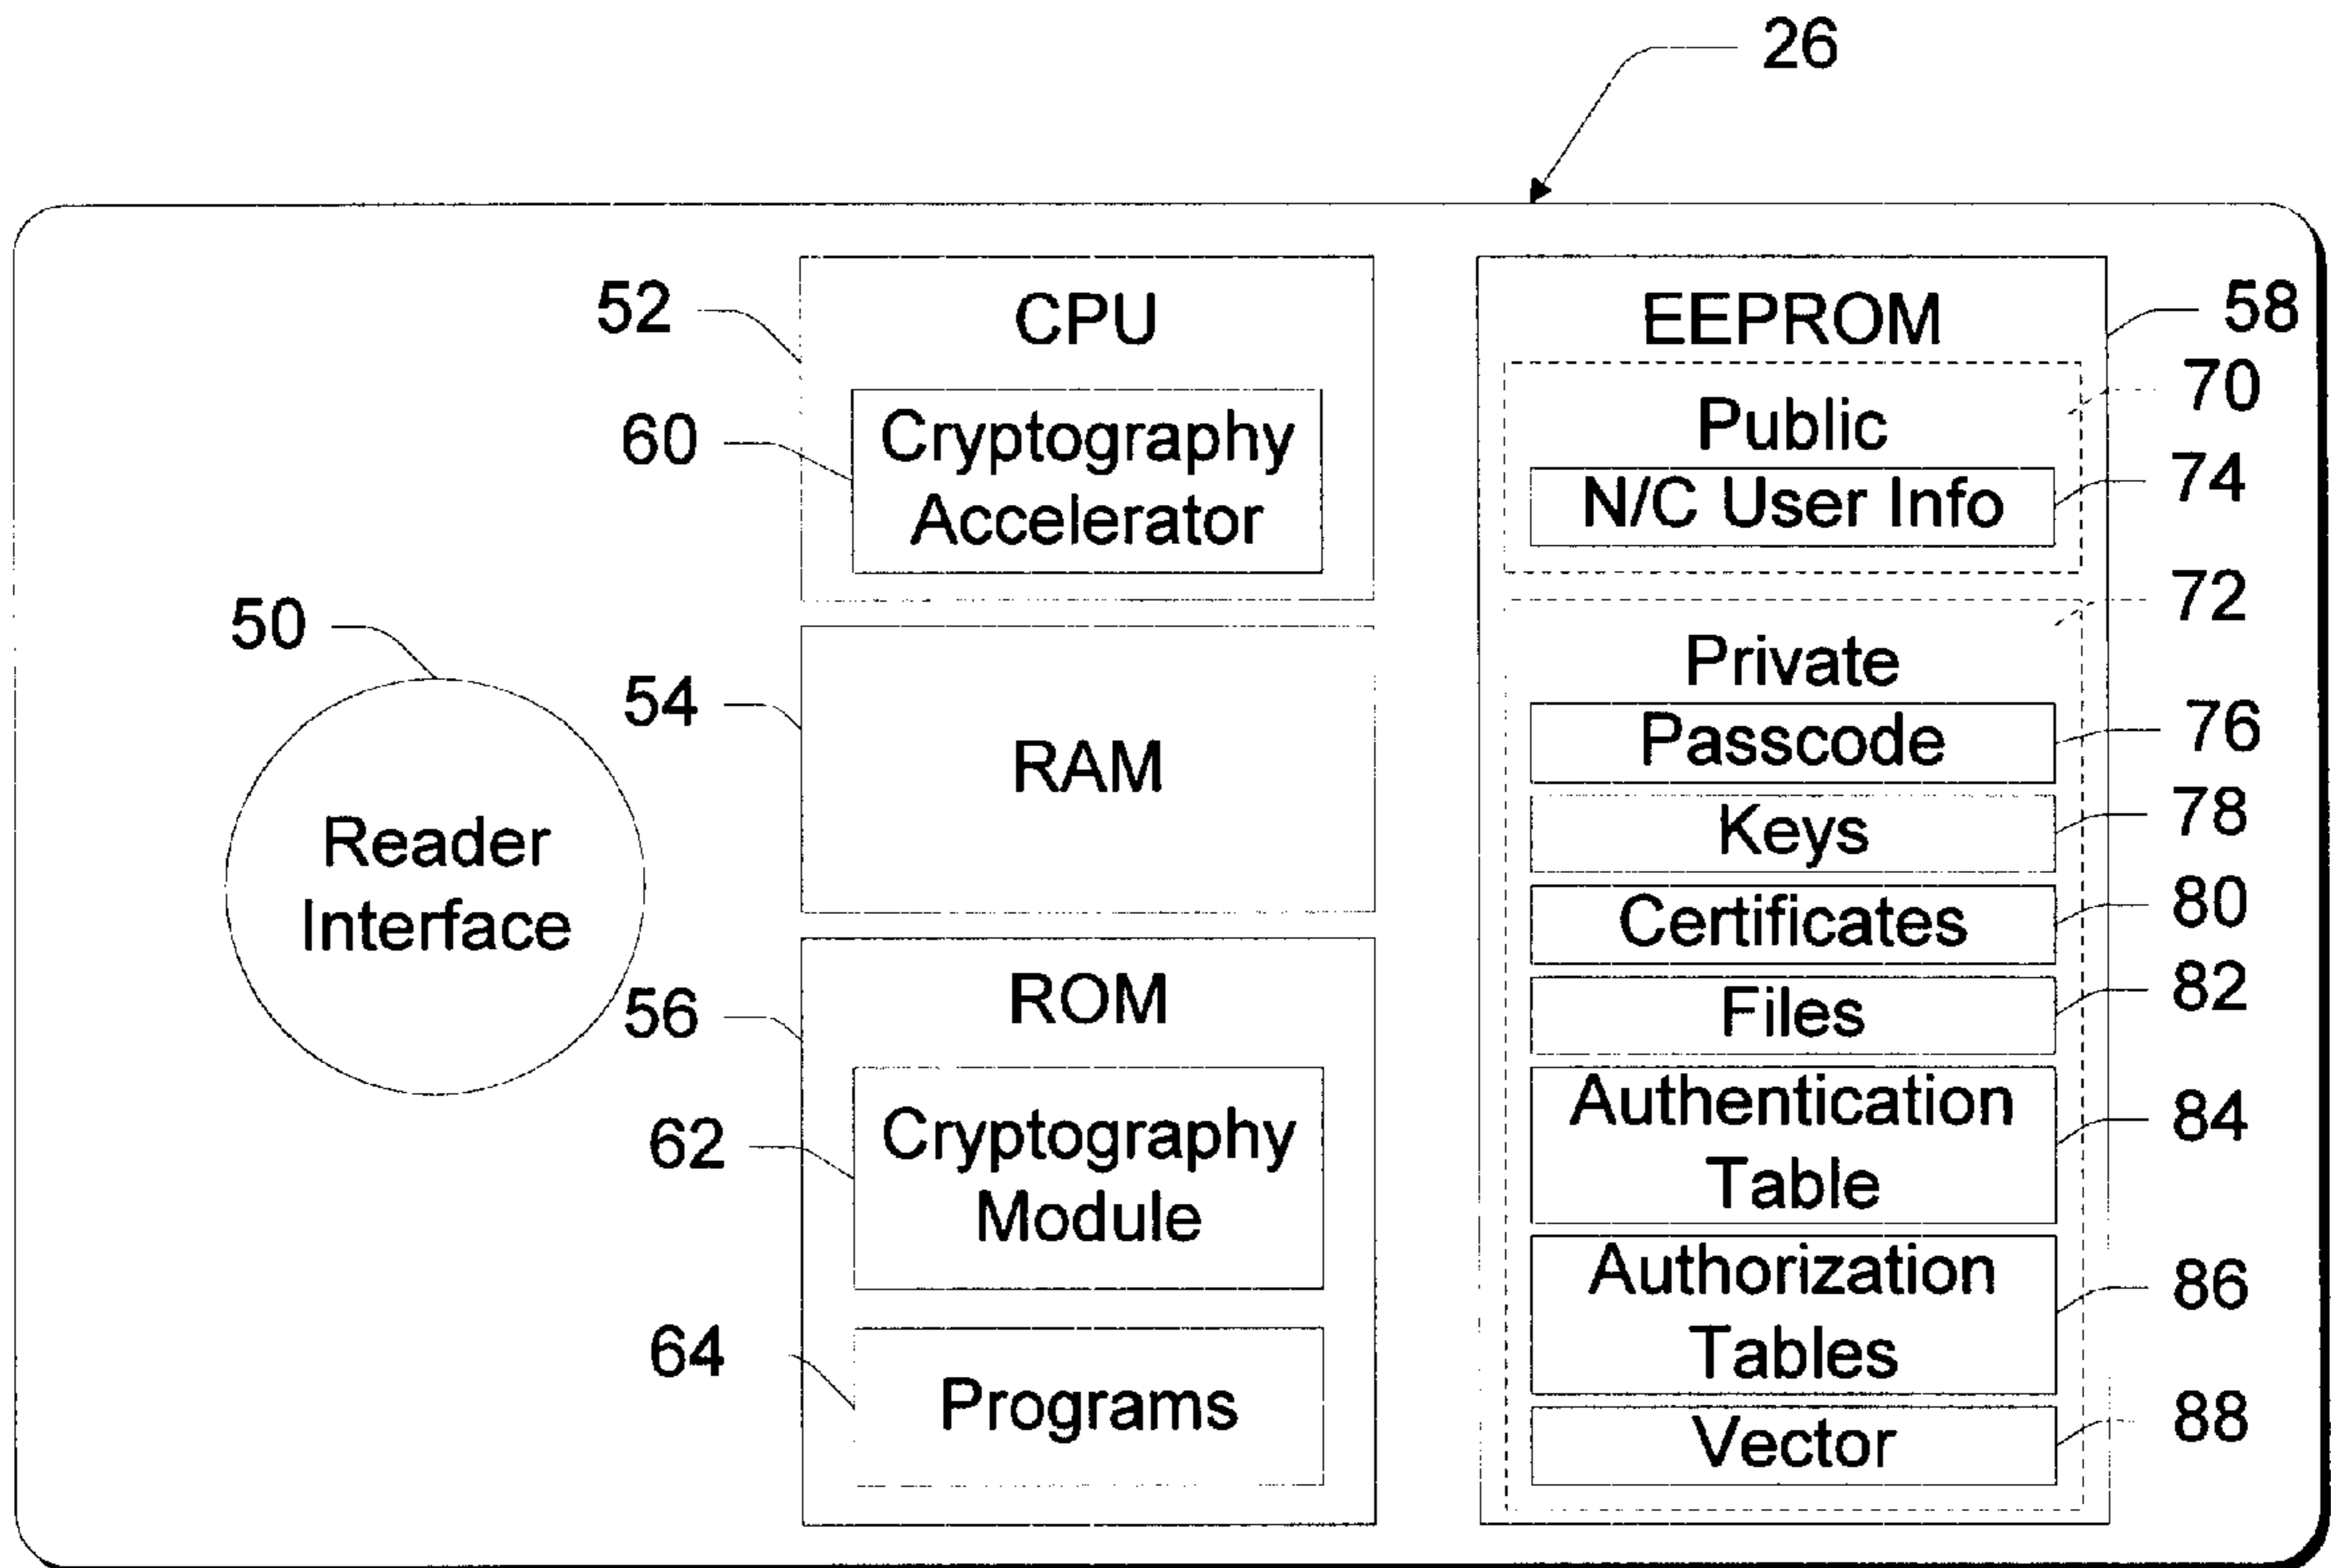 26
52
CPU
60
Cryptography
Accelerator
50
Reader
Interface
54
RAM
56
ROM
62
Cryptography
Module
64
Programs
EEPROM
58
70
Public
74
N/C User Info
72
Private
Passcode
76
Keys
78
Certificates
80
Files
82
Authentication
Table
84
Authorization
Tables
86
Vector
88